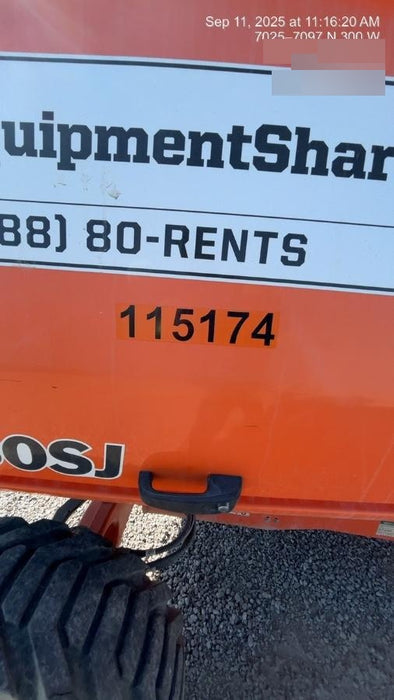 Sep 11, 2025 at 11:16:20 AM
7025-7097 N 300 W
uipmentShar
88) 80-RENTS
115174
0SJ